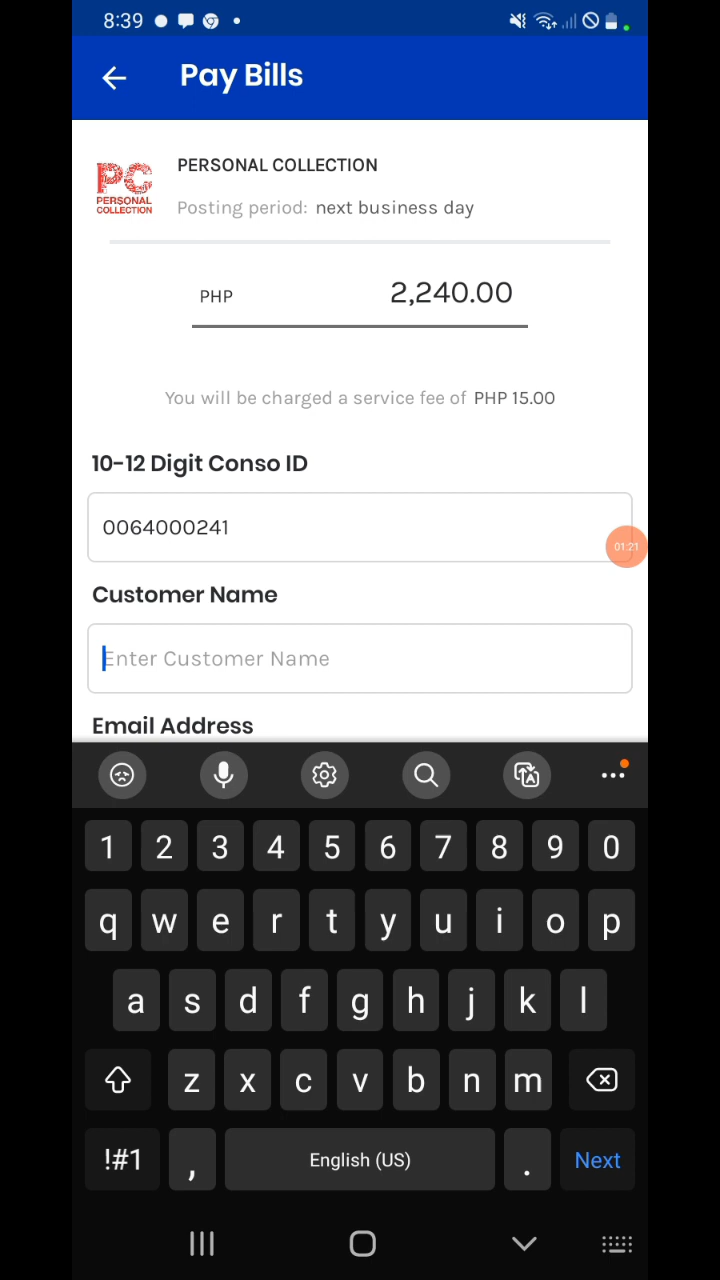 8:39
Pay Bills
PC
PERSONAL
COLLECTION
PERSONAL COLLECTION
Posting period: next business day
PHP 2,240.00
You will be charged a service fee of PHP 15.00
10-12 Digit Conso ID
0064000241
01:21
Customer Name
Enter Customer Name
Email Address
1 2 3 4 5 6 7 8 9 0
q w e r t y u i o p
a s d f g h j k l
z x c v b n m
!#1 , English (US) . Next